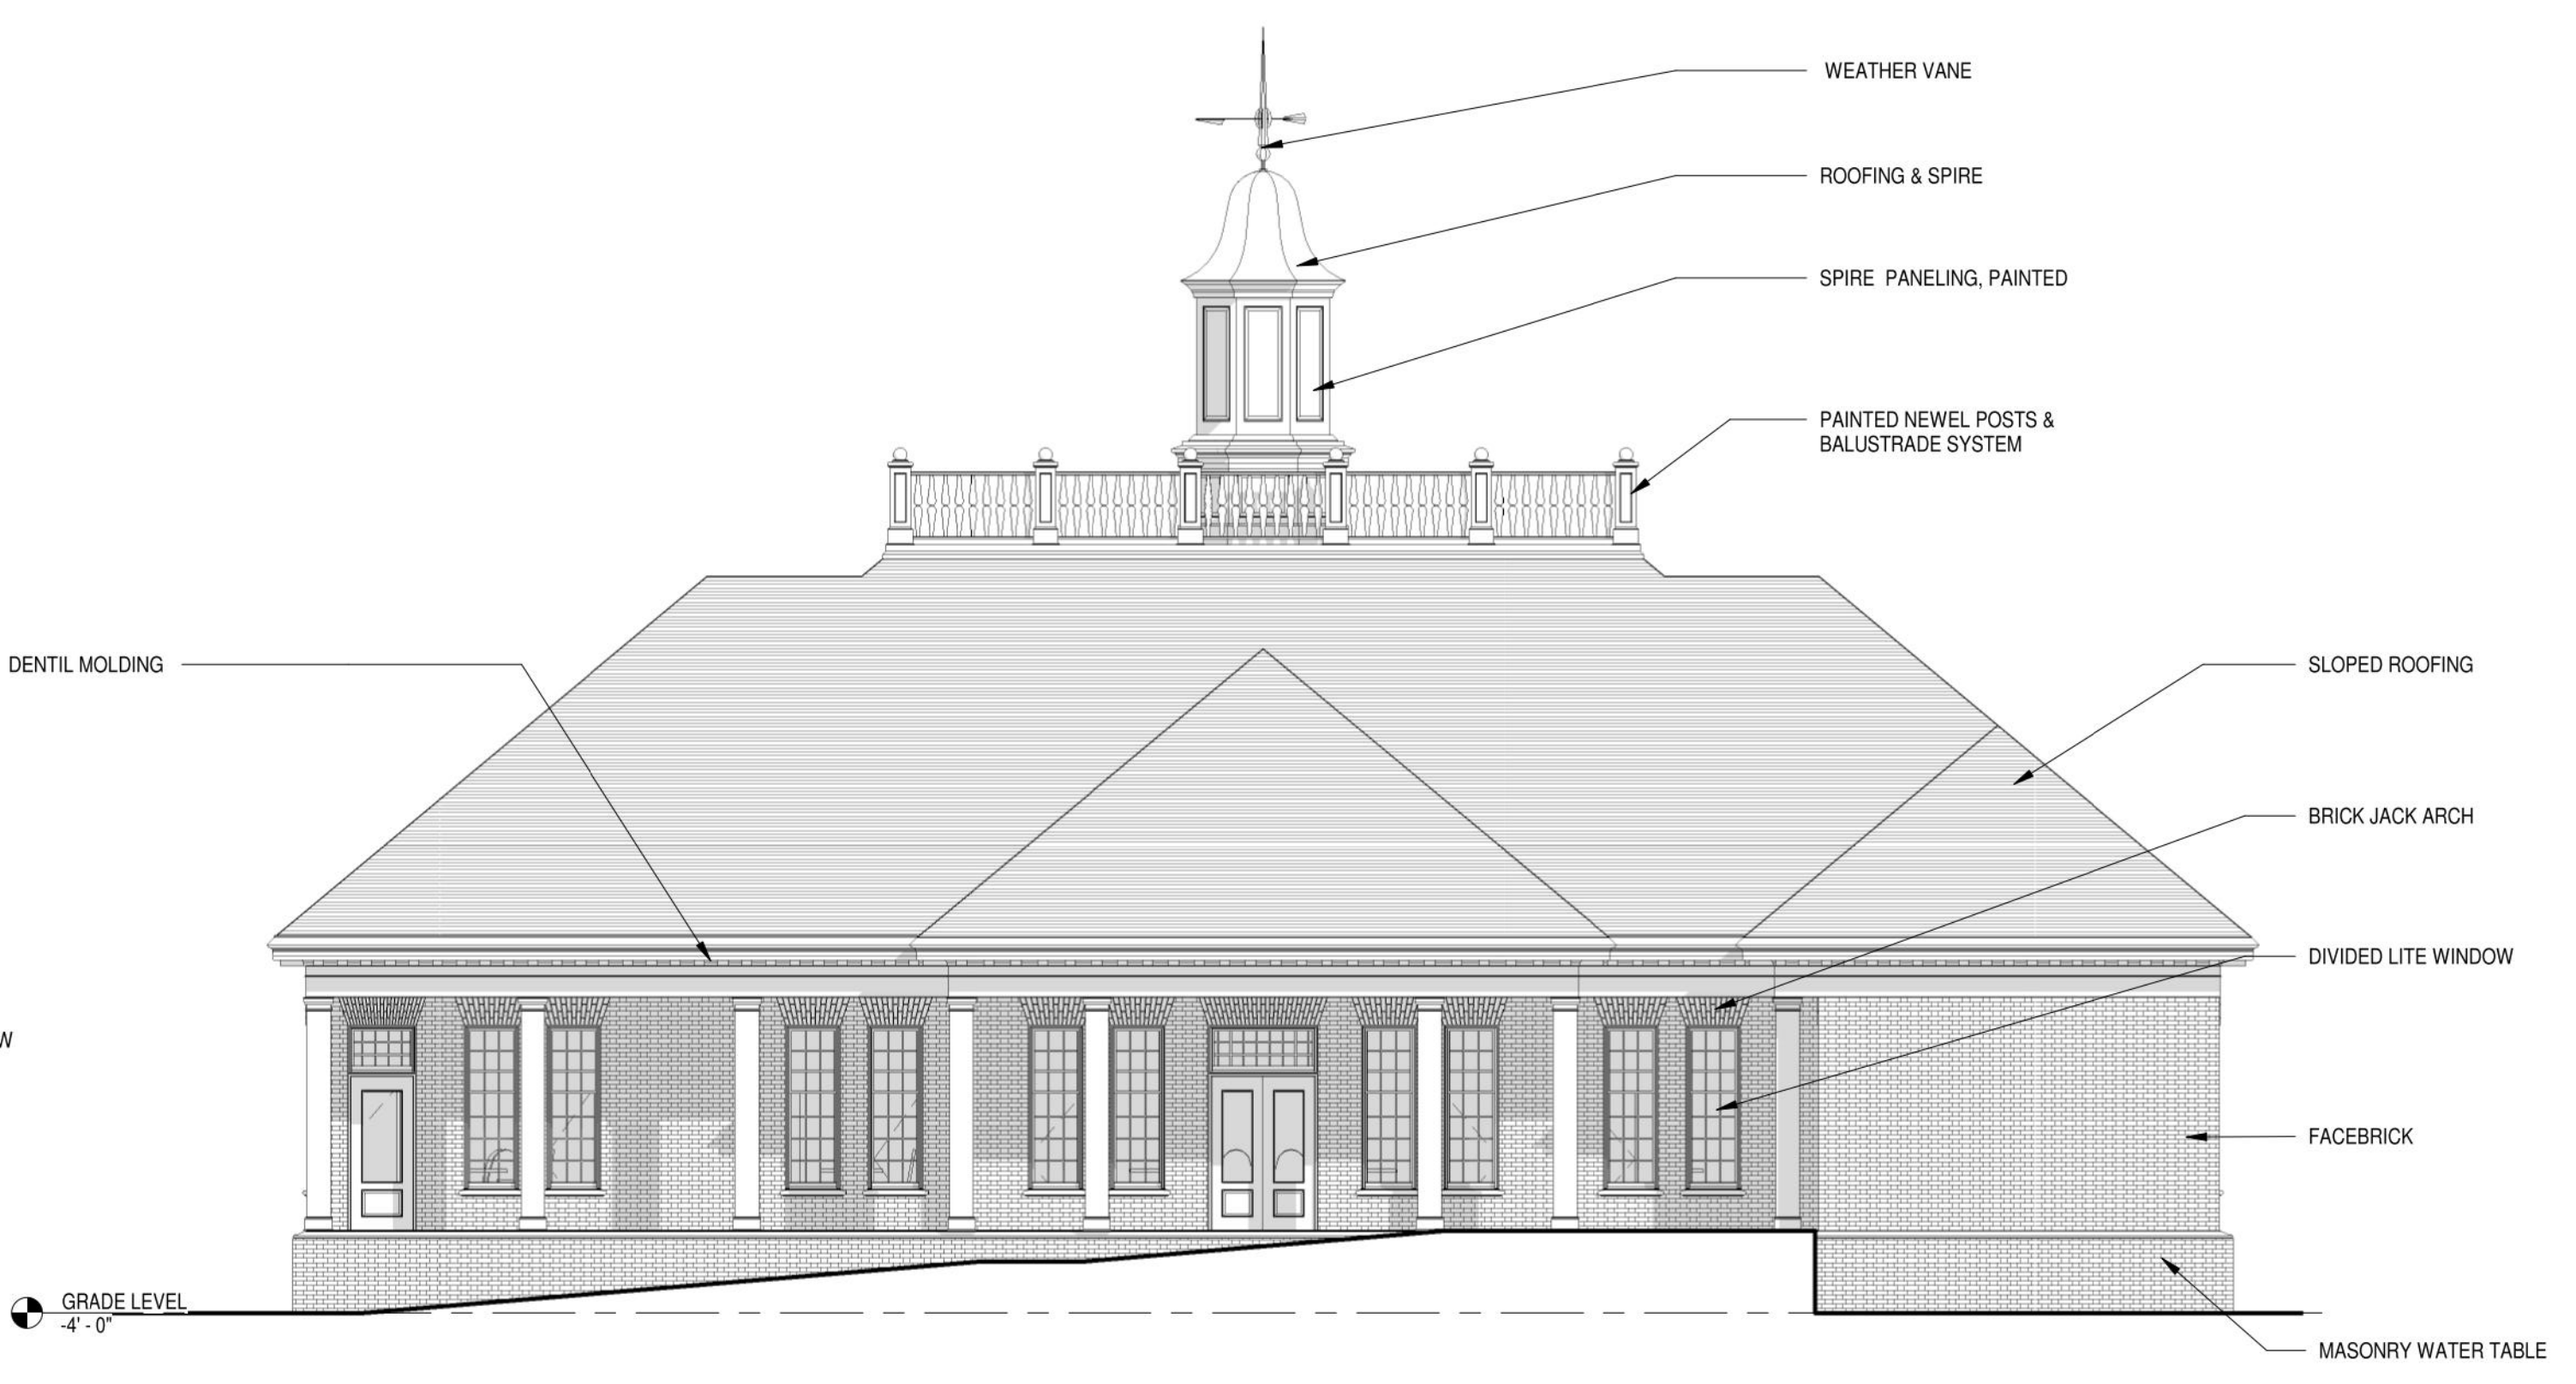 WEATHER VANE
ROOFING & SPIRE
SPIRE PANELING, PAINTED
PAINTED NEWEL POSTS &
BALUSTRADE SYSTEM
DENTIL MOLDING
SLOPED ROOFING
BRICK JACK ARCH
DIVIDED LITE WINDOW
W
FACEBRICK
GRADE LEVEL
-4' - 0"
MASONRY WATER TABLE